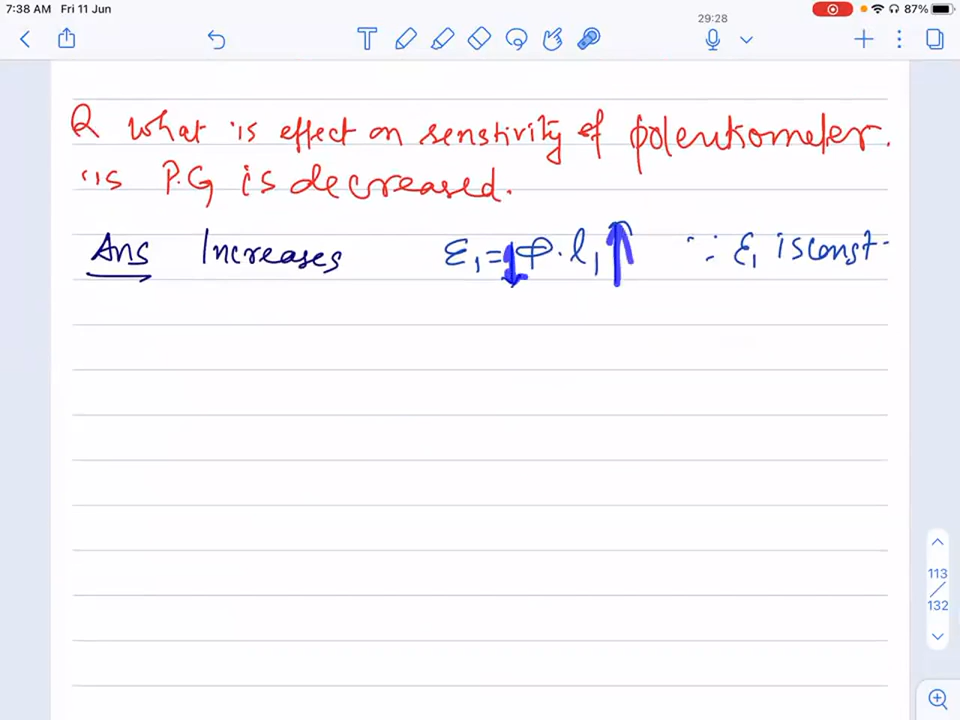 7:38 AM Fri 11 Jun 87%
29:28
Q What is effect on senstivity of potentiometer.
is P.G is decreased.
Ans Increases ε₁ = ↓ φ · l₁ ↑ ∵ ε₁ is const.
113
/
132